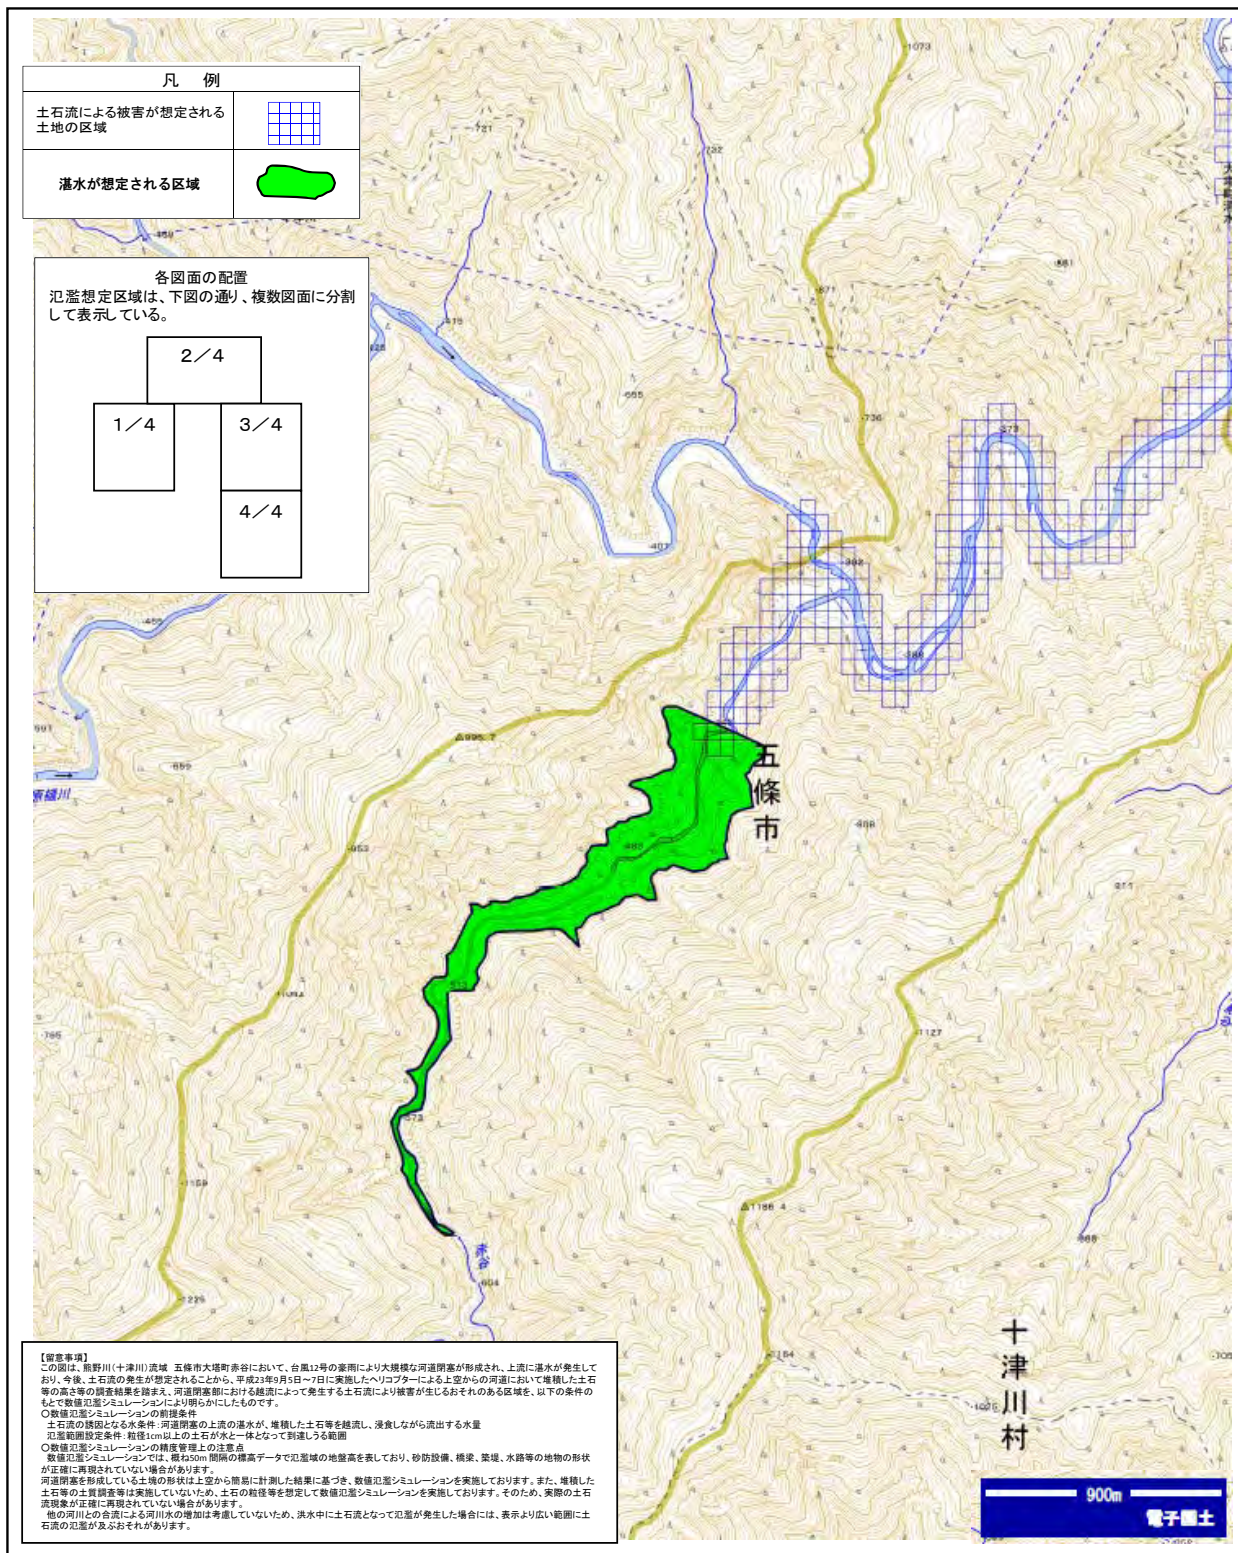 凡 例
土石流による被害が想定される
土地の区域
湛水が想定される区域
各図面の配置
氾濫想定区域は、下図の通り、複数図面に分割
して表示している。
2／4
1／4
3／4
4／4
1073
721
732
459
881
871
415
655
736
373
407
392
455
386
691
659
△995.7
五條市
486
608
953
911
533
1094
765
1127
573
1159
△1186.4
988
赤谷
604
1225
十津川村
1164
1025
【留意事項】
この図は、熊野川（十津川）流域 五條市大塔町赤谷において、台風12号の豪雨により大規模な河道閉塞が形成され、上流に湛水が発生して
おり、今後、土石流の発生が想定されることから、平成23年9月5日～7日に実施したヘリコプターによる上空からの河道において堆積した土石
等の高さ等の調査結果を踏まえ、河道閉塞部における越流によって発生する土石流により被害が生じるおそれのある区域を、以下の条件の
もとで数値氾濫シミュレーションにより明らかにしたものです。
○数値氾濫シミュレーションの前提条件
土石流の誘因となる水条件：河道閉塞の上流の湛水が、堆積した土石等を越流し、浸食しながら流出する水量
氾濫範囲設定条件：粒径1cm以上の土石が水と一体となって到達しうる範囲
○数値氾濫シミュレーションの精度管理上の注意点
数値氾濫シミュレーションでは、概ね50m 間隔の標高データで氾濫域の地盤高を表しており、砂防設備、橋梁、築堤、水路等の地物の形状
が正確に再現されていない場合があります。
河道閉塞を形成している土塊の形状は上空から簡易に計測した結果に基づき、数値氾濫シミュレーションを実施しております。また、堆積した
土石等の土質調査等は実施していないため、土石の粒径等を想定して数値氾濫シミュレーションを実施しております。そのため、実際の土石
流現象が正確に再現されていない場合があります。
他の河川との合流による河川水の増加は考慮していないため、洪水中に土石流となって氾濫が発生した場合には、表示より広い範囲に土
石流の氾濫が及ぶおそれがあります。
900m
電子国土